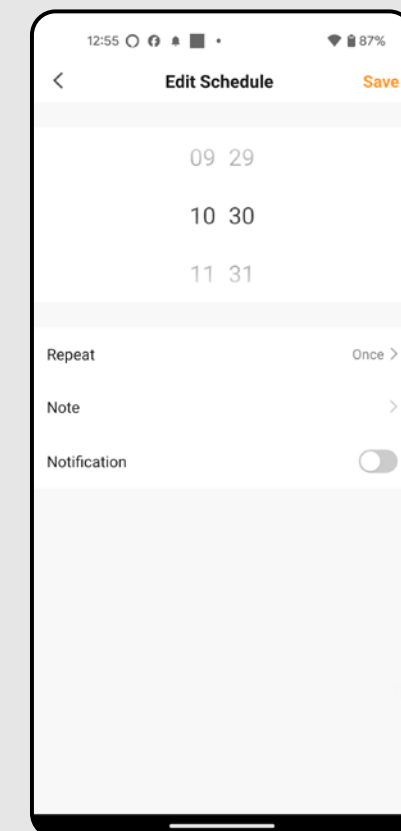 12:55 87%
Edit Schedule Save
09 29
10 30
11 31
Repeat Once
Note
Notification